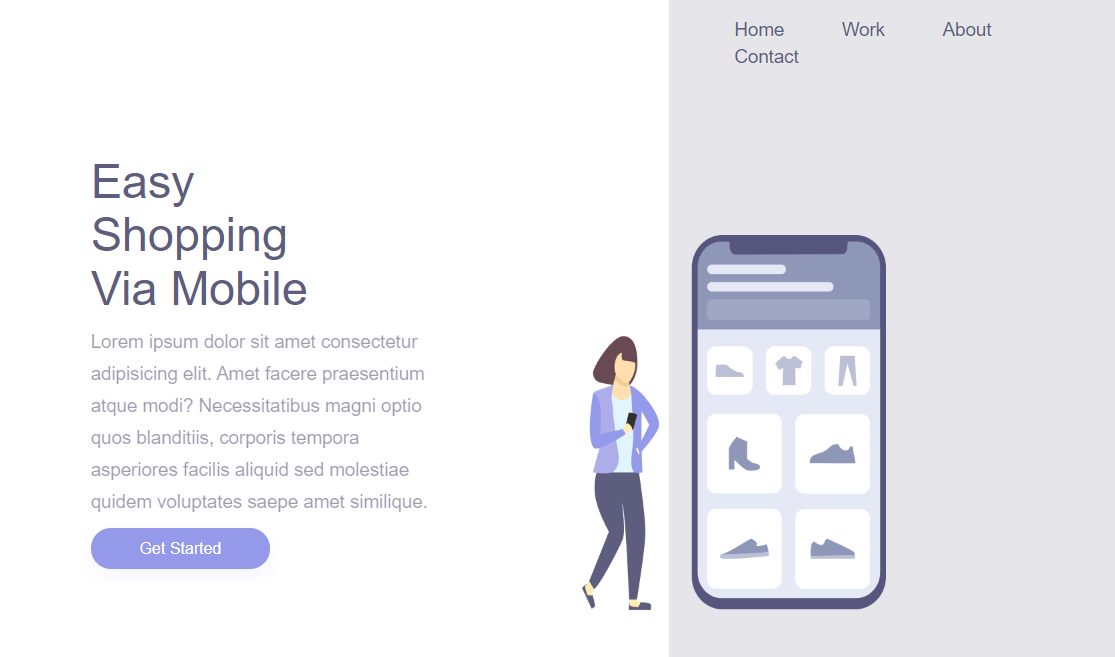 Home Work About
Contact
Easy
Shopping
Via Mobile
Lorem ipsum dolor sit amet consectetur
adipisicing elit. Amet facere praesentium
atque modi? Necessitatibus magni optio
quos blanditiis, corporis tempora
asperiores facilis aliquid sed molestiae
quidem voluptates saepe amet similique.
Get Started